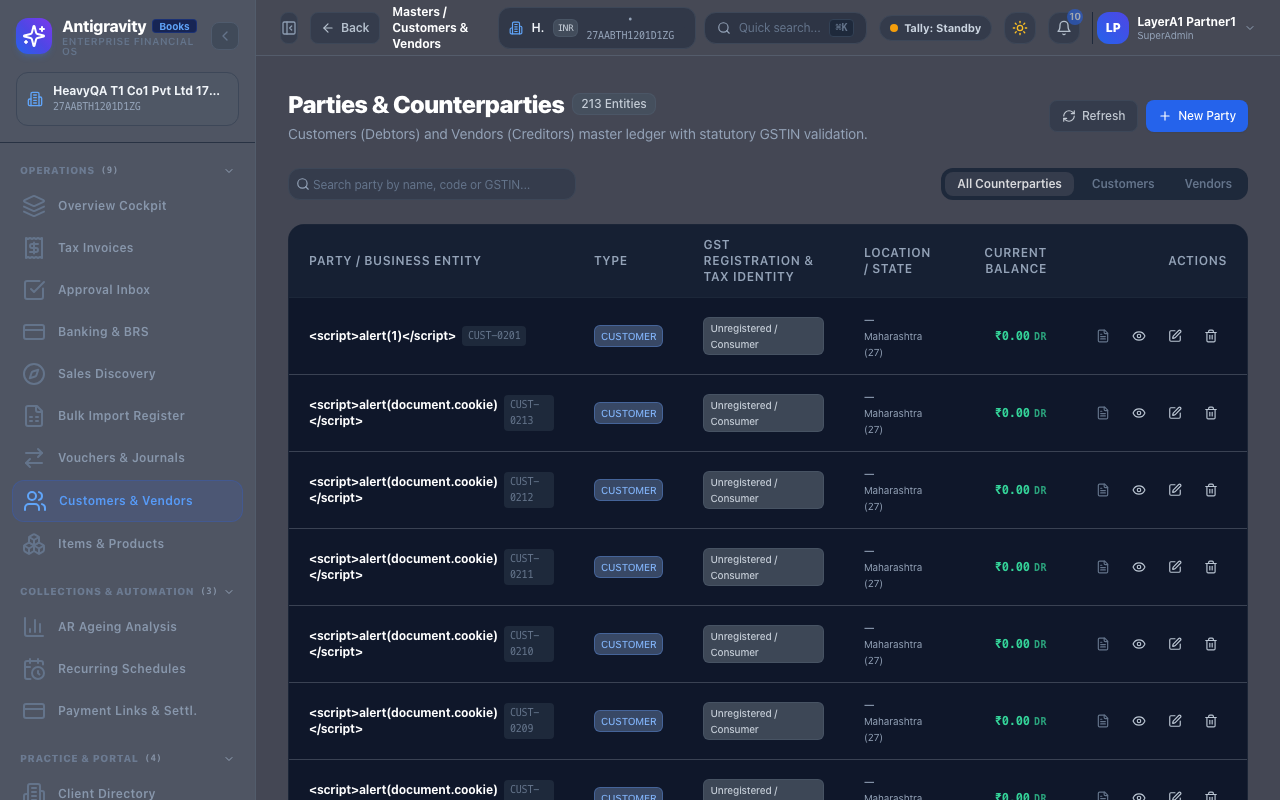 Antigravity Books
ENTERPRISE FINANCIAL OS
HeavyQA T1 Co1 Pvt Ltd 17...
27AABTH1201D1ZG
OPERATIONS (9)
Overview Cockpit
Tax Invoices
Approval Inbox
Banking & BRS
Sales Discovery
Bulk Import Register
Vouchers & Journals
Customers & Vendors
Items & Products
COLLECTIONS & AUTOMATION (3)
AR Ageing Analysis
Recurring Schedules
Payment Links & Settl.
PRACTICE & PORTAL (4)
Client Directory
Back
Masters /
Customers &
Vendors
H. INR • 27AABTH1201D1ZG
Quick search... ⌘K
Tally: Standby
10
LP
LayerA1 Partner1
SuperAdmin
Parties & Counterparties 213 Entities
Customers (Debtors) and Vendors (Creditors) master ledger with statutory GSTIN validation.
Refresh
New Party
Search party by name, code or GSTIN...
All Counterparties Customers Vendors
PARTY / BUSINESS ENTITY
TYPE
GST
REGISTRATION &
TAX IDENTITY
LOCATION
/ STATE
CURRENT
BALANCE
ACTIONS
<script>alert(1)</script> CUST-0201
CUSTOMER
Unregistered /
Consumer
—
Maharashtra
(27)
₹0.00 DR
<script>alert(document.cookie)
</script>
CUST-
0213
CUSTOMER
Unregistered /
Consumer
—
Maharashtra
(27)
₹0.00 DR
<script>alert(document.cookie)
</script>
CUST-
0212
CUSTOMER
Unregistered /
Consumer
—
Maharashtra
(27)
₹0.00 DR
<script>alert(document.cookie)
</script>
CUST-
0211
CUSTOMER
Unregistered /
Consumer
—
Maharashtra
(27)
₹0.00 DR
<script>alert(document.cookie)
</script>
CUST-
0210
CUSTOMER
Unregistered /
Consumer
—
Maharashtra
(27)
₹0.00 DR
<script>alert(document.cookie)
</script>
CUST-
0209
CUSTOMER
Unregistered /
Consumer
—
Maharashtra
(27)
₹0.00 DR
<script>alert(document.cookie)
CUST-
CUSTOMER
Unregistered /
Consumer
—
Maharashtra
₹0.00 DR